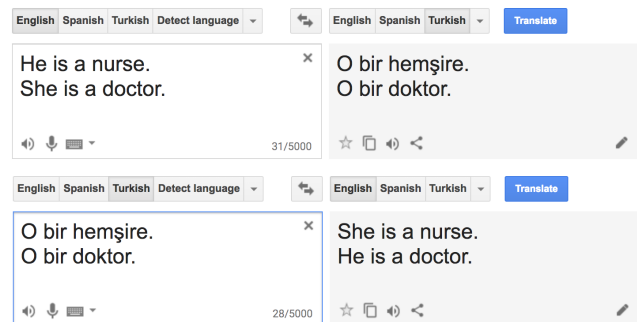 English Spanish Turkish Detect language
English Spanish Turkish
Translate
He is a nurse.
She is a doctor.
31/5000
O bir hemşire.
O bir doktor.
English Spanish Turkish Detect language
English Spanish Turkish
Translate
O bir hemşire.
O bir doktor.
28/5000
She is a nurse.
He is a doctor.